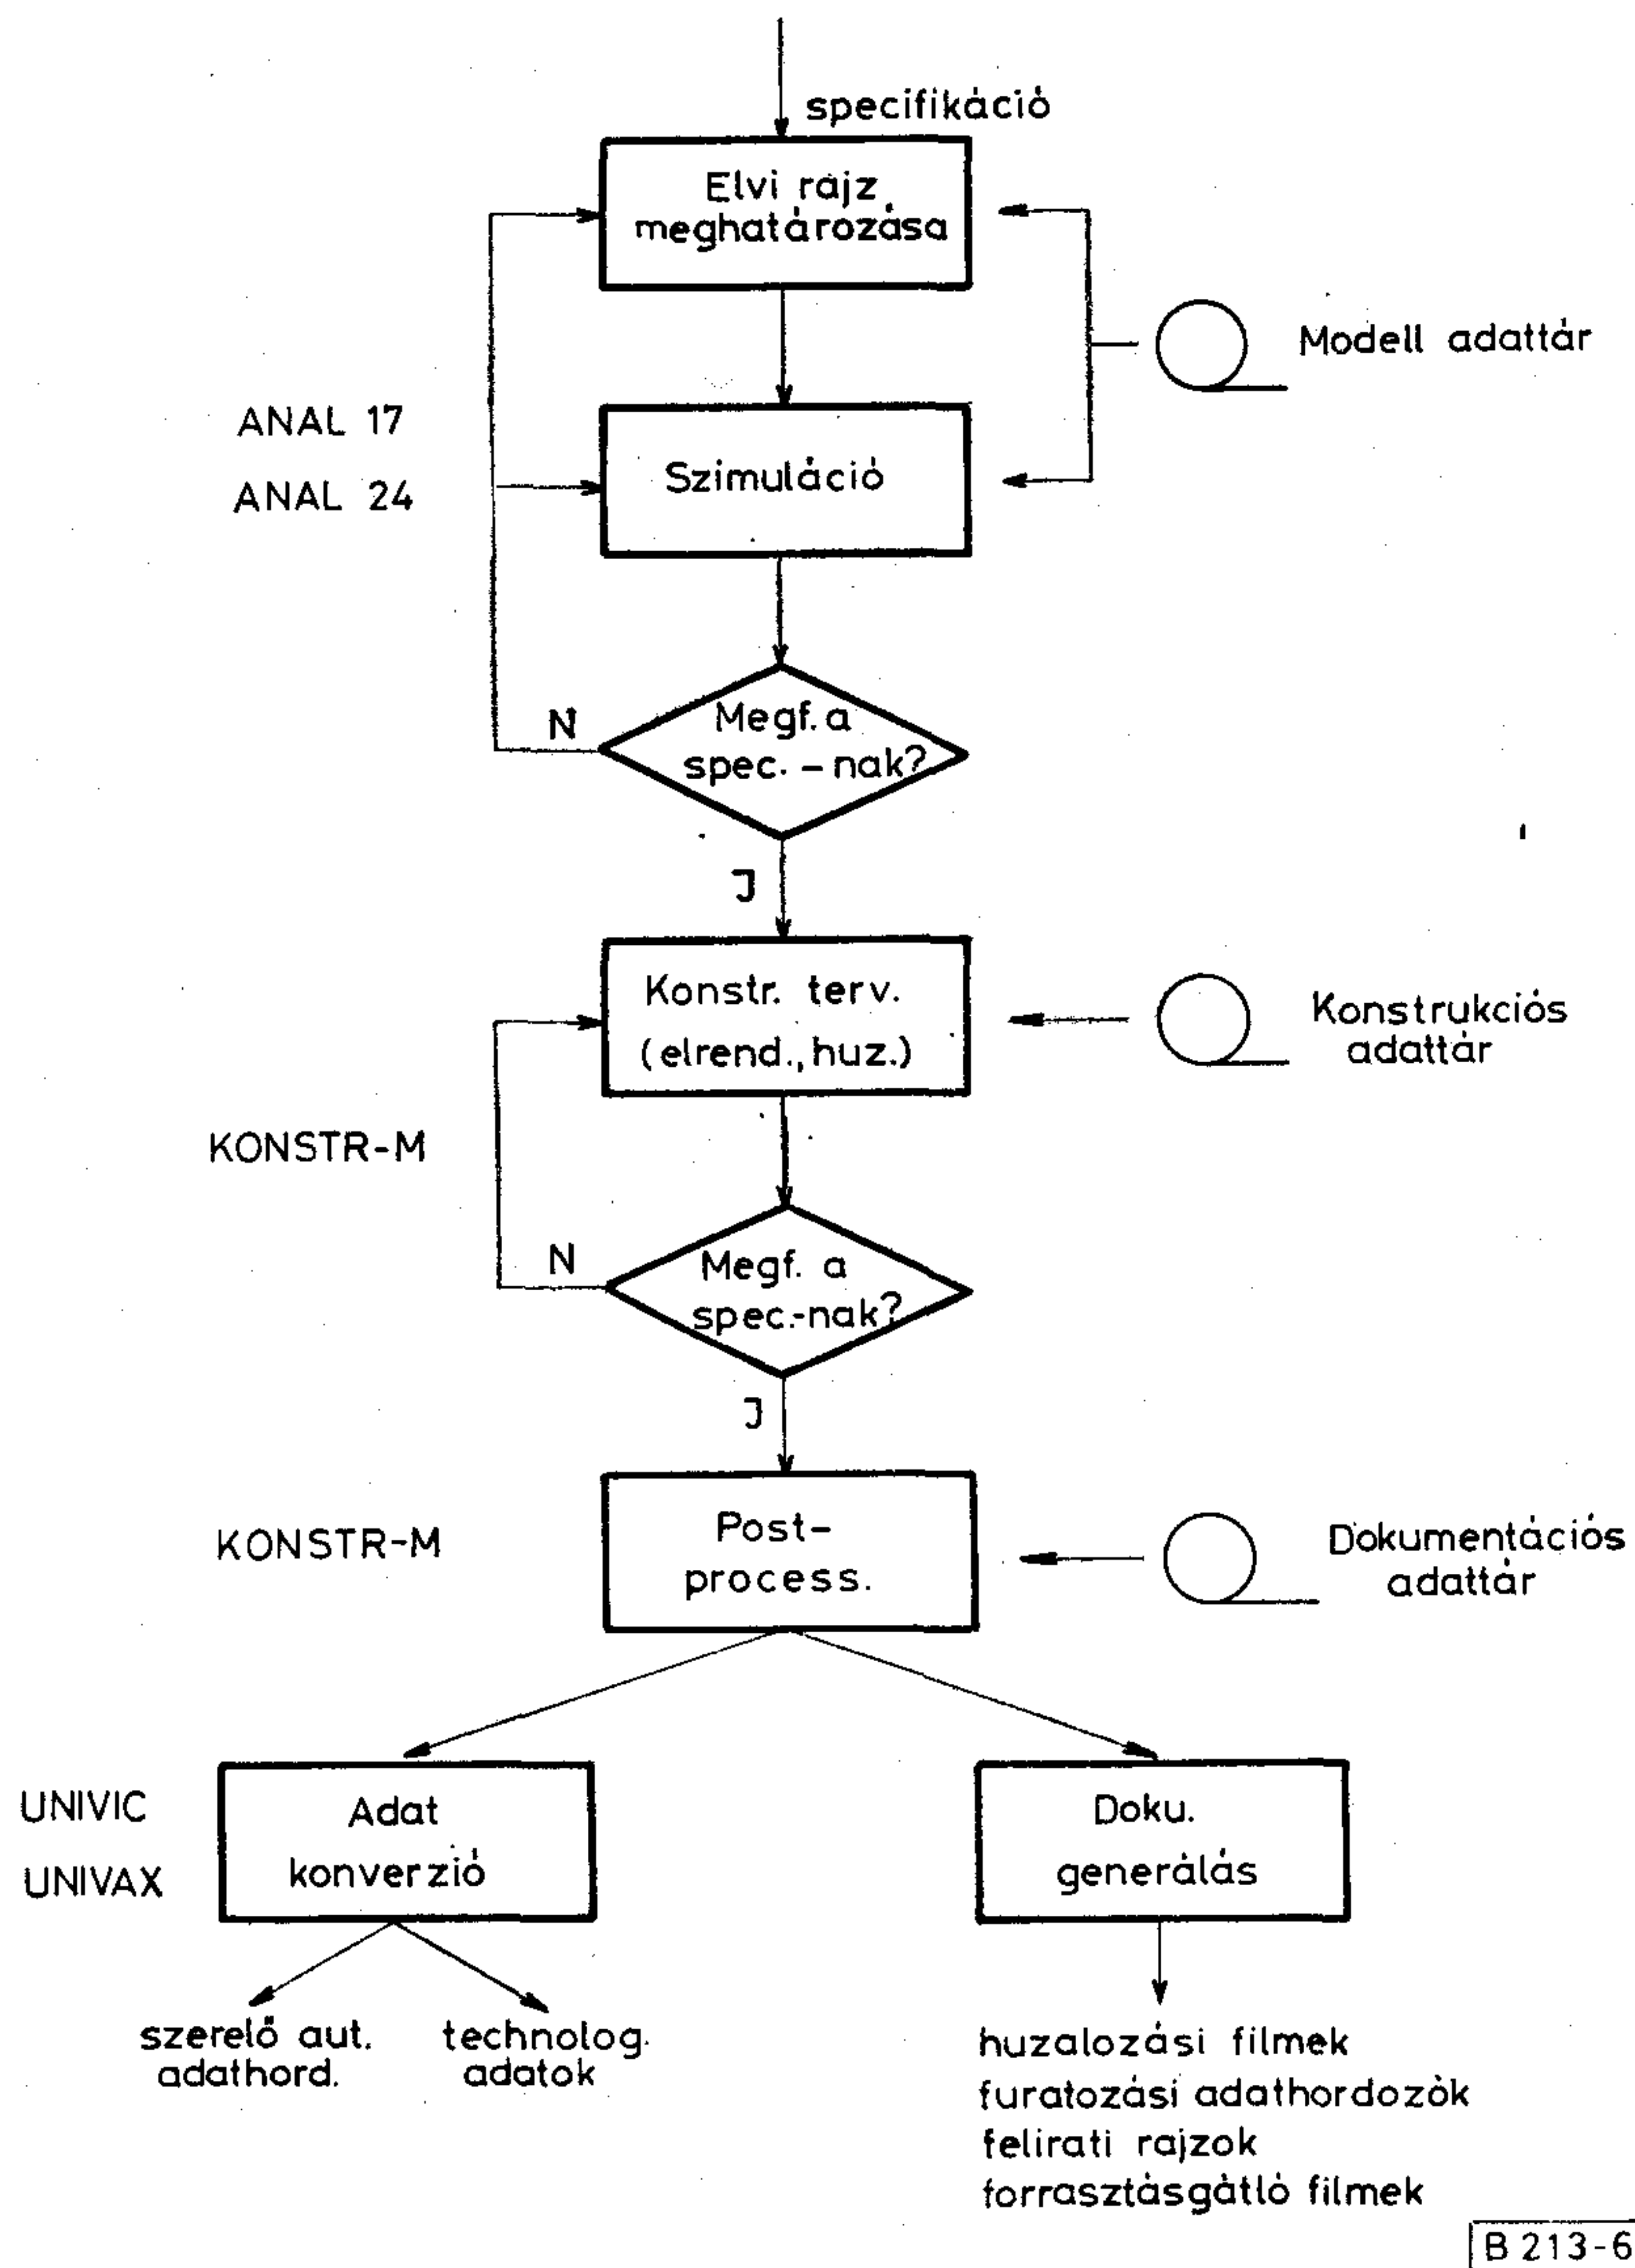 specifikáció
Elvi rajz
meghatározása
Modell adattár
ANAL 17
ANAL 24
Szimuláció
N
Megf. a
spec. - nak?
J
Konstr. terv.
(elrend., huz.)
Konstrukciós
adattár
KONSTR-M
N
Megf. a
spec.-nak?
J
KONSTR-M
Post-
process.
Dokumentációs
adattár
UNIVIC
UNIVAX
Adat
konverzió
Doku.
generálás
szerelő aut.
adathord.
technolog.
adatok
huzalozási filmek
furatozási adathordozók
felirati rajzok
forrasztásgátló filmek
B 213-6